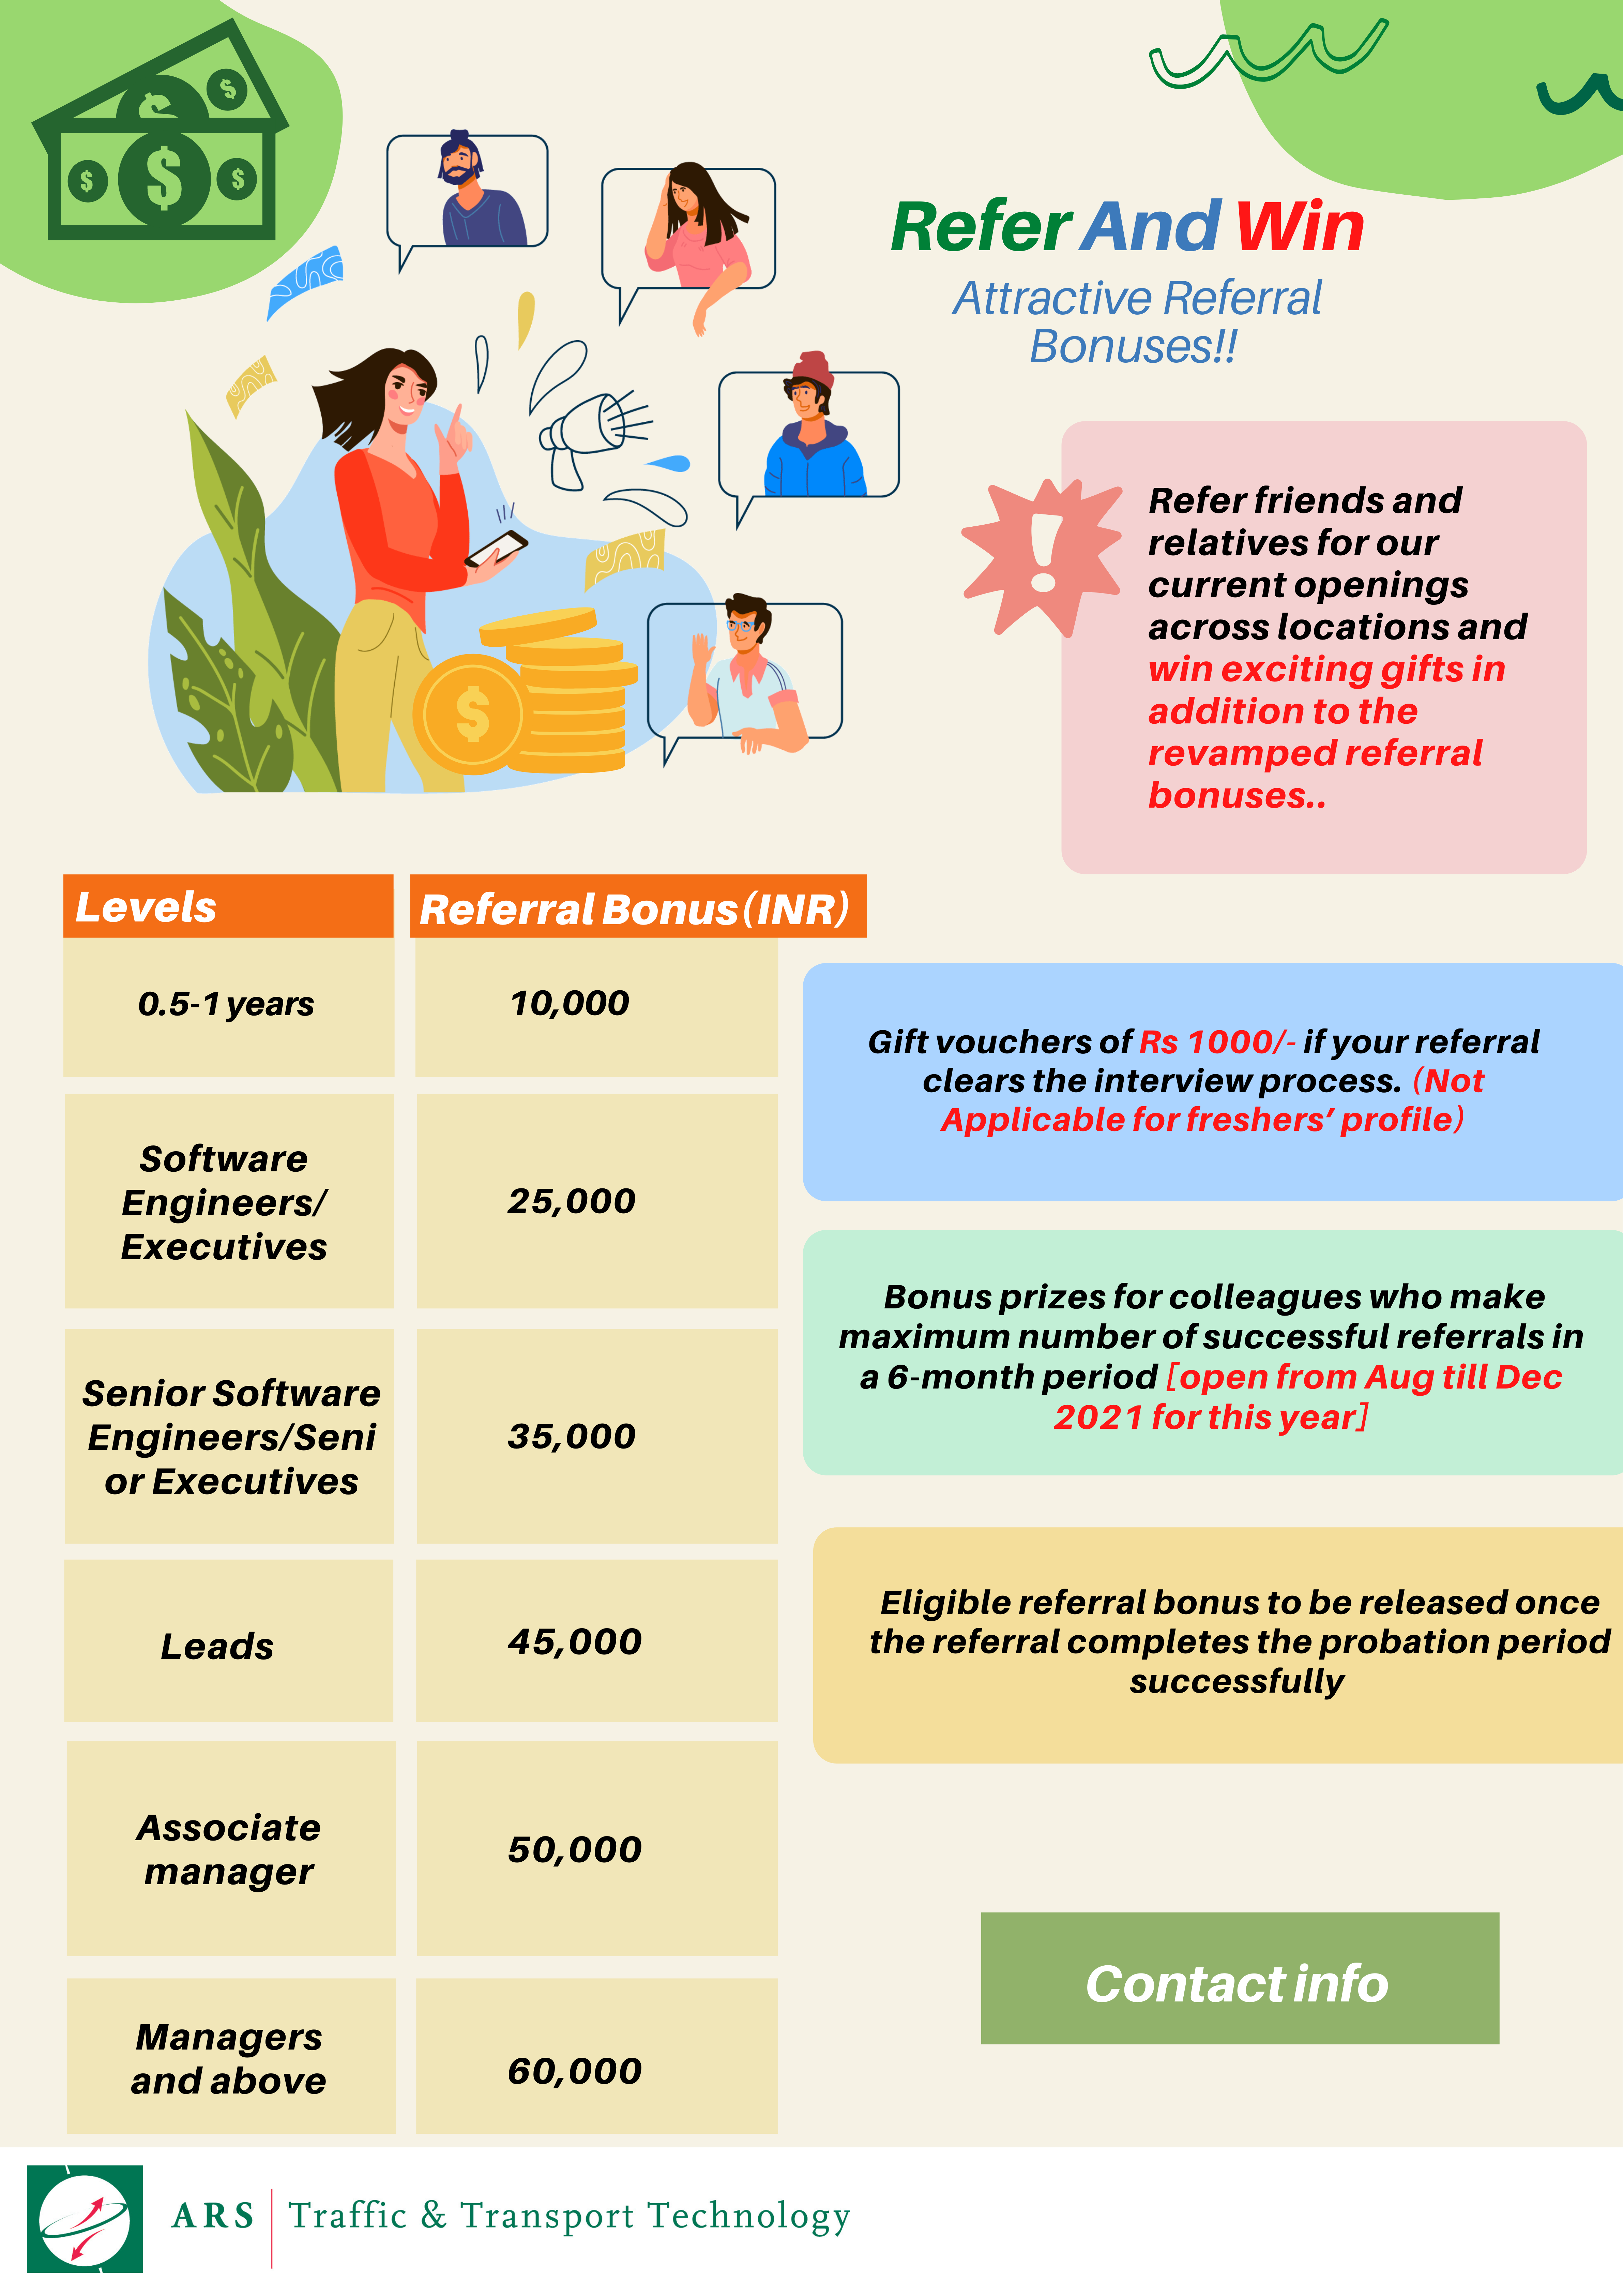 Refer And Win
Attractive Referral
Bonuses!!
Refer friends and
relatives for our
current openings
across locations and
win exciting gifts in
addition to the
revamped referral
bonuses..
Levels
Referral Bonus(INR)
0.5-1 years
10,000
Software
Engineers/
Executives
25,000
Senior Software
Engineers/Seni
or Executives
35,000
Leads
45,000
Associate
manager
50,000
Managers
and above
60,000
Gift vouchers of Rs 1000/- if your referral
clears the interview process. (Not
Applicable for freshers’ profile)
Bonus prizes for colleagues who make
maximum number of successful referrals in
a 6-month period [open from Aug till Dec
2021 for this year]
Eligible referral bonus to be released once
the referral completes the probation period
successfully
Contact info
ARS Traffic & Transport Technology